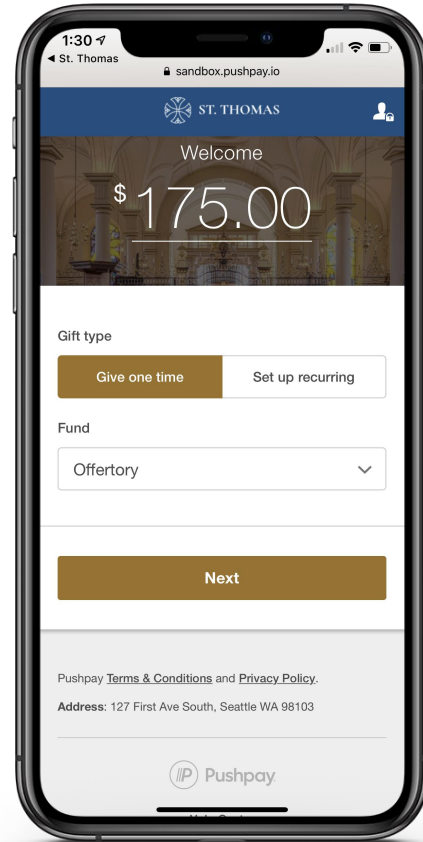 1:30
◀ St. Thomas
sandbox.pushpay.io
ST. THOMAS
Welcome
$175.00
Gift type
Give one time
Set up recurring
Fund
Offertory
Next
Pushpay Terms & Conditions and Privacy Policy.
Address: 127 First Ave South, Seattle WA 98103
Pushpay